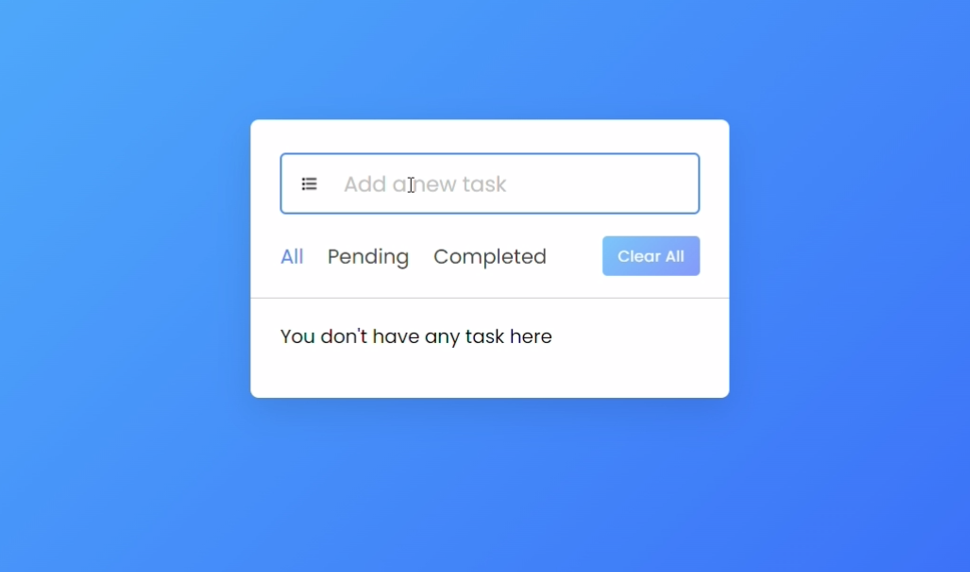 Add a new task
All Pending Completed Clear All
You don't have any task here